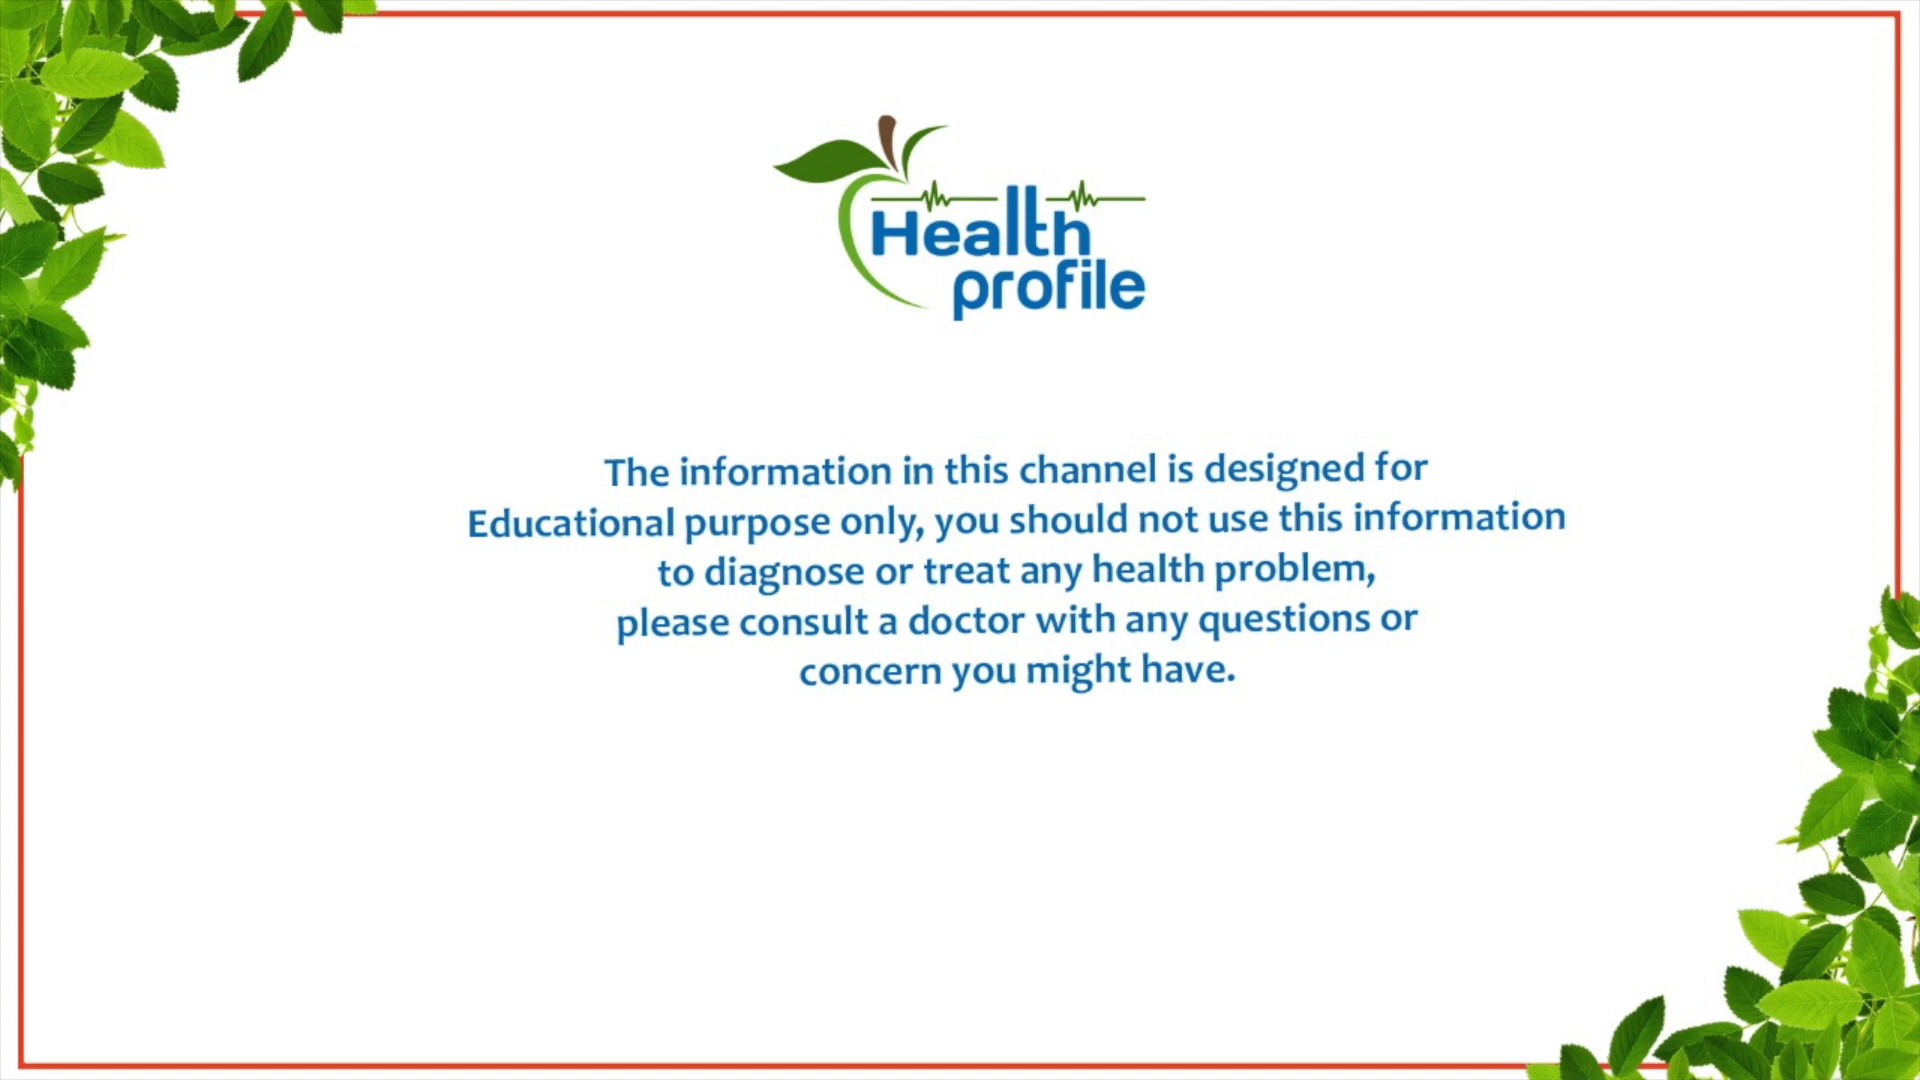 Health
profile
The information in this channel is designed for
Educational purpose only, you should not use this information
to diagnose or treat any health problem,
please consult a doctor with any questions or
concern you might have.